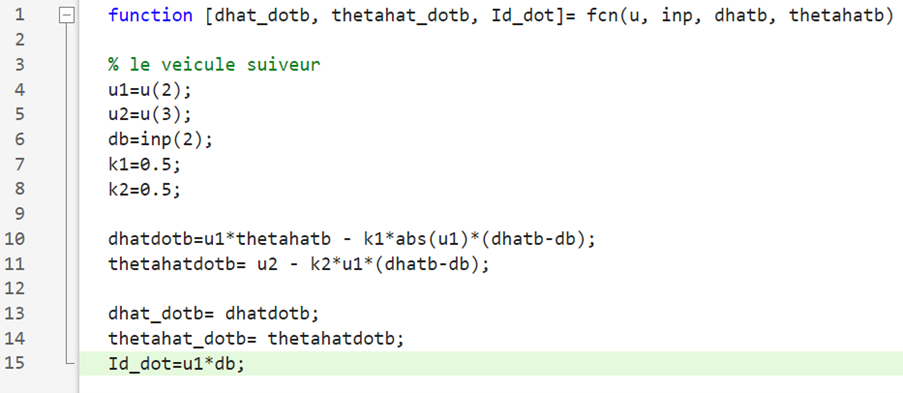 1 function [dhat_dotb, thetahat_dotb, Id_dot]= fcn(u, inp, dhatb, thetahatb)
2
3 % le veicule suiveur
4 u1=u(2);
5 u2=u(3);
6 db=inp(2);
7 k1=0.5;
8 k2=0.5;
9
10 dhatdotb=u1*thetahatb - k1*abs(u1)*(dhatb-db);
11 thetahatdotb= u2 - k2*u1*(dhatb-db);
12
13 dhat_dotb= dhatdotb;
14 thetahat_dotb= thetahatdotb;
15 Id_dot=u1*db;